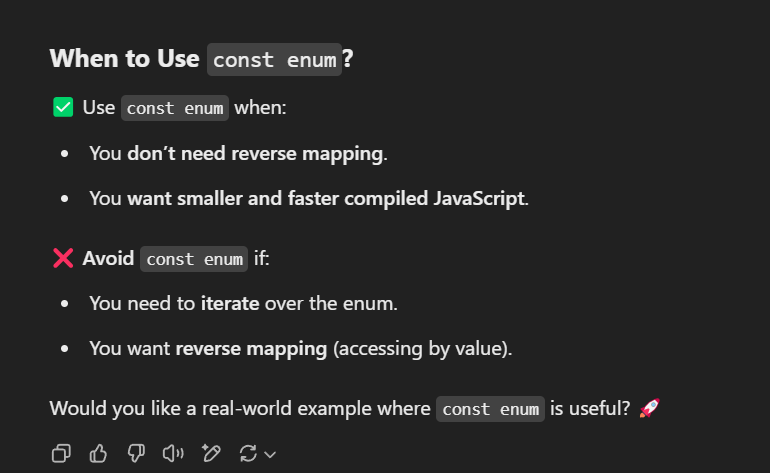 When to Use const enum?
✅ Use const enum when:
• You don’t need reverse mapping.
• You want smaller and faster compiled JavaScript.
❌ Avoid const enum if:
• You need to iterate over the enum.
• You want reverse mapping (accessing by value).
Would you like a real-world example where const enum is useful? 🚀